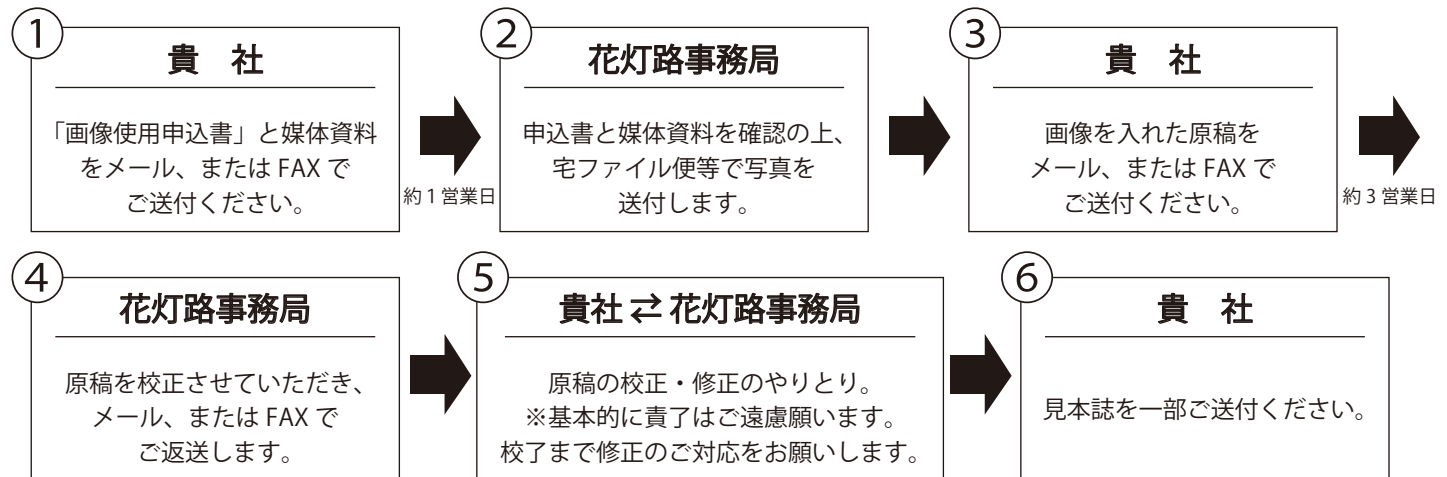 ①
貴　社
「画像使用申込書」と媒体資料
をメール、または FAX で
ご送付ください。
約 1 営業日
②
花灯路事務局
申込書と媒体資料を確認の上、
宅ファイル便等で写真を
送付します。
③
貴　社
画像を入れた原稿を
メール、または FAX で
ご送付ください。
約 3 営業日
④
花灯路事務局
原稿を校正させていただき、
メール、または FAX で
ご返送します。
⑤
貴社 ⇄ 花灯路事務局
原稿の校正・修正のやりとり。
※基本的に責了はご遠慮願います。
校了まで修正のご対応をお願いします。
⑥
貴　社
見本誌を一部ご送付ください。